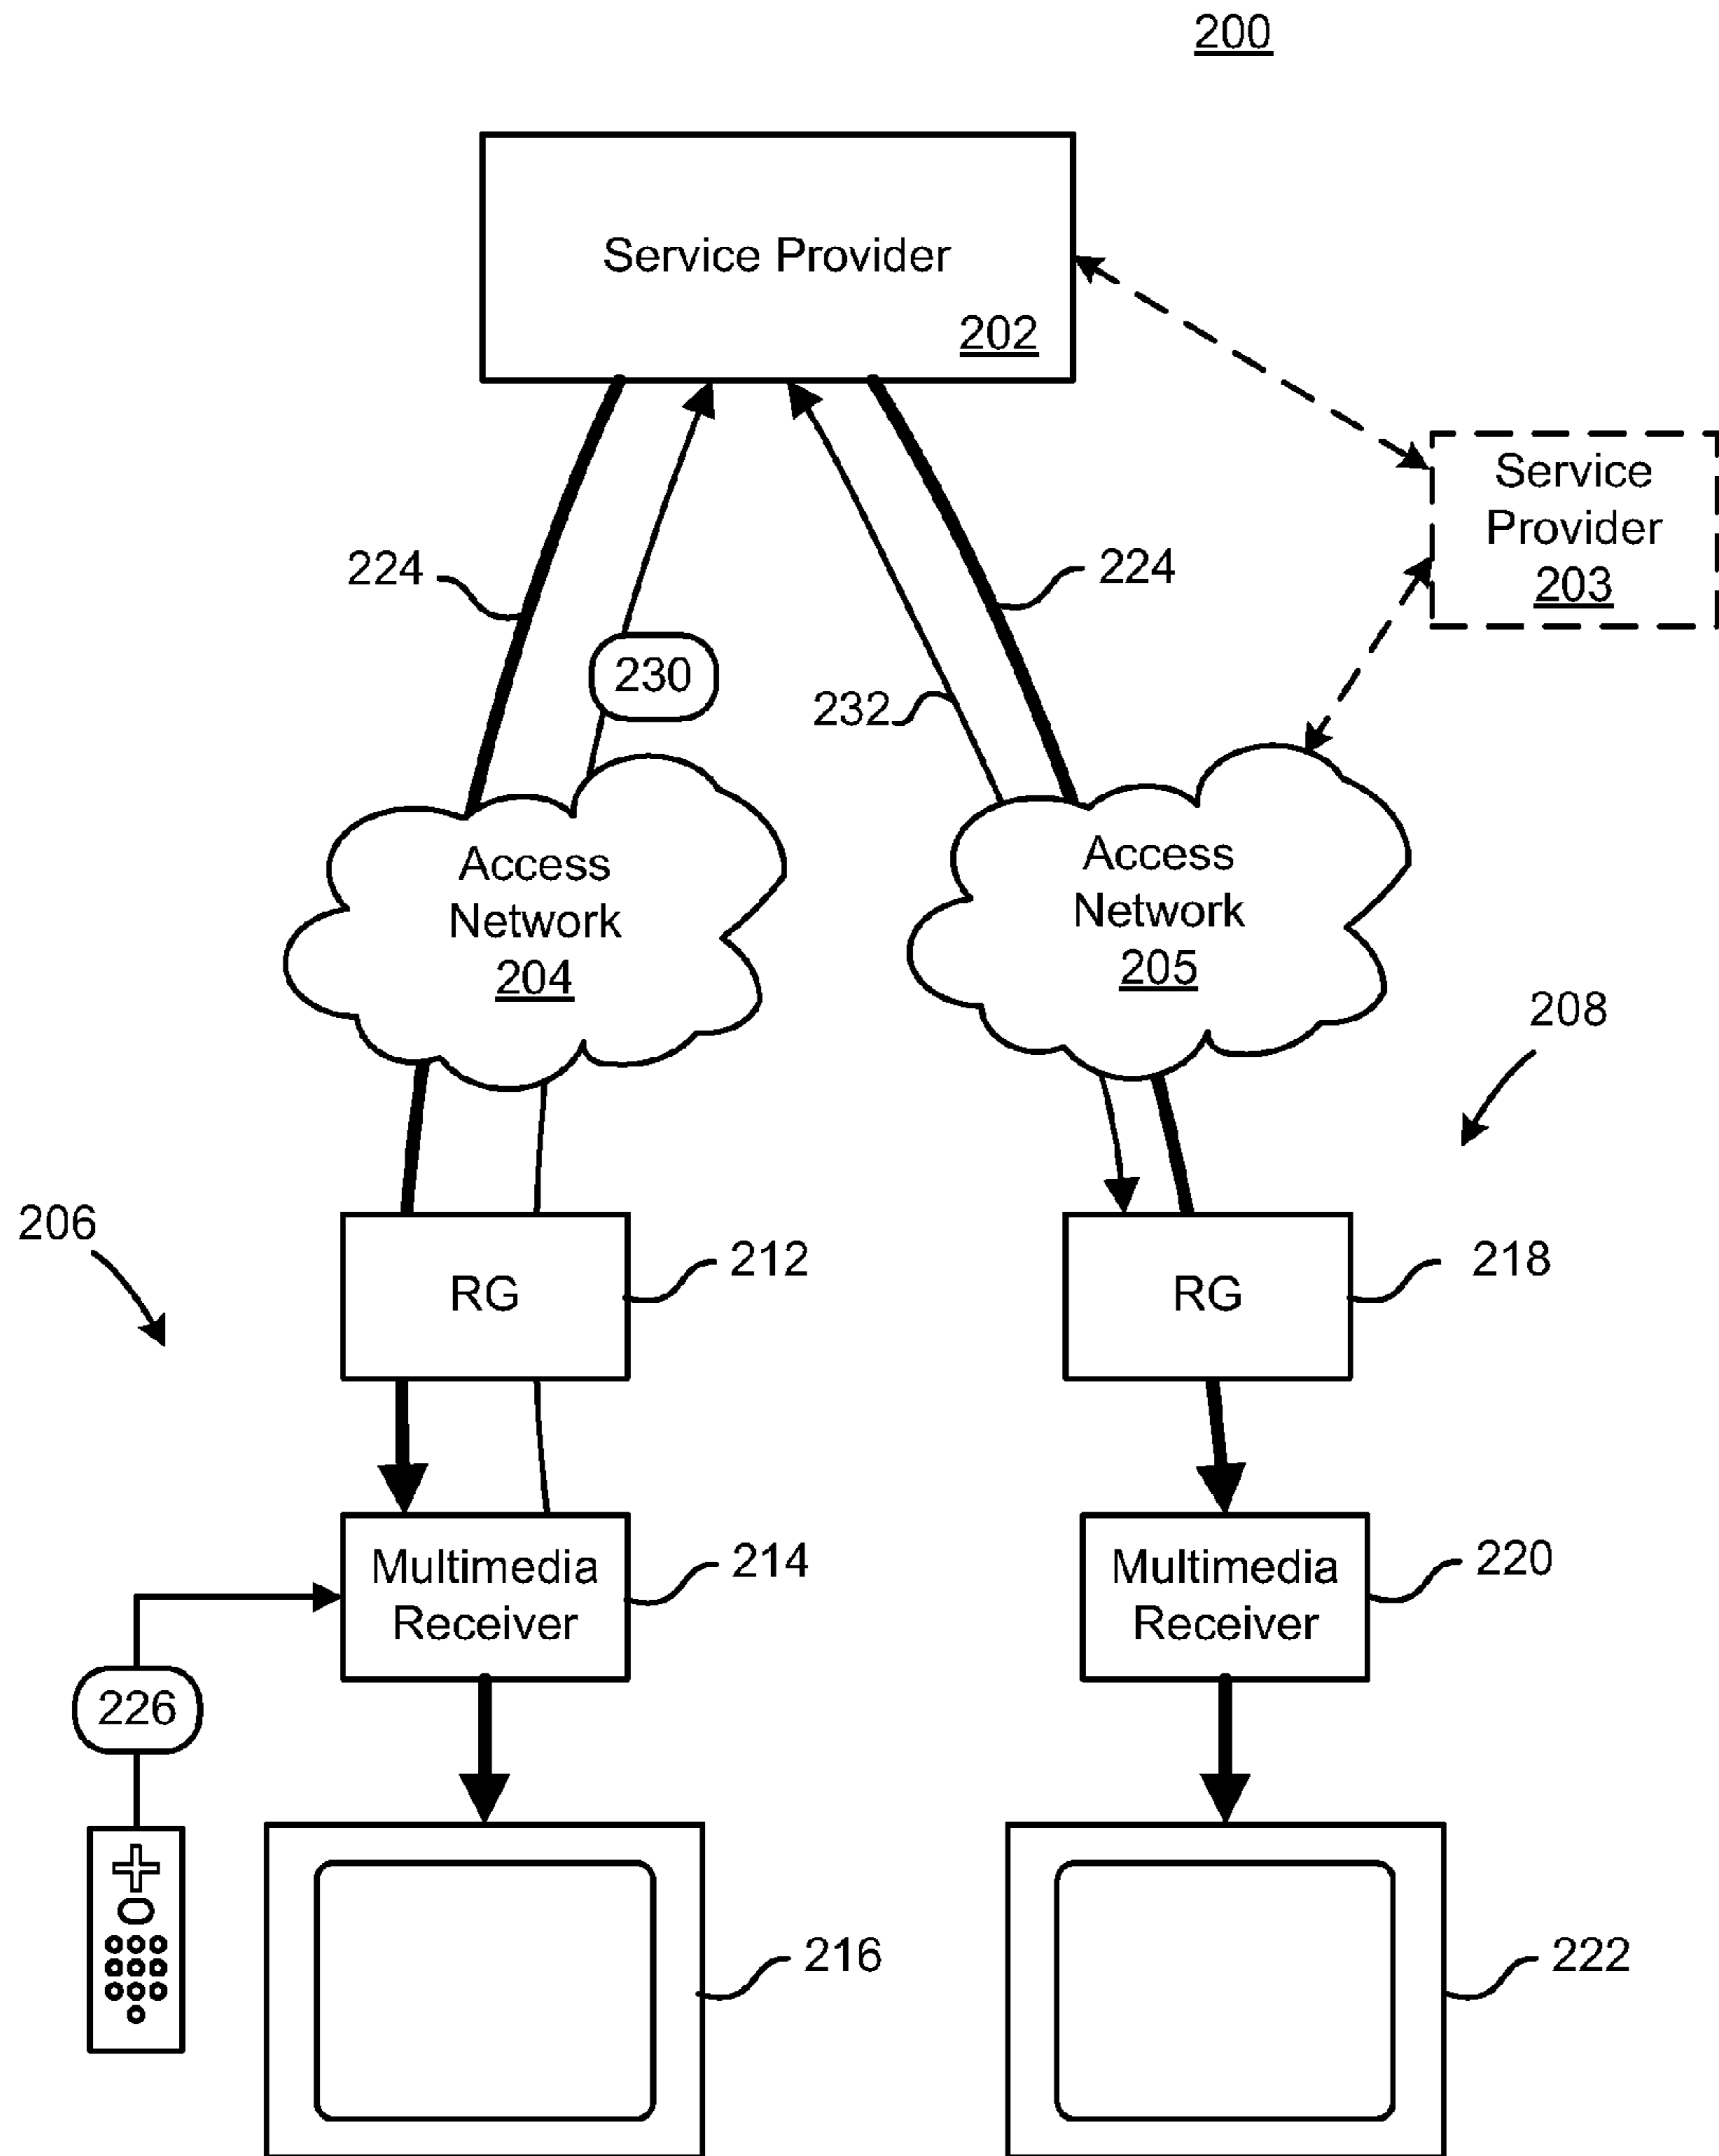 200
Service Provider
202
Service
Provider
203
224
224
230
232
Access
Network
204
Access
Network
205
208
206
RG
212
RG
218
Multimedia
Receiver
214
Multimedia
Receiver
220
226
216
222